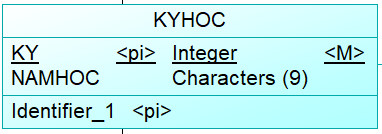 KYHOC
KY <pi> Integer <M>
NAMHOC Characters (9)
Identifier_1 <pi>